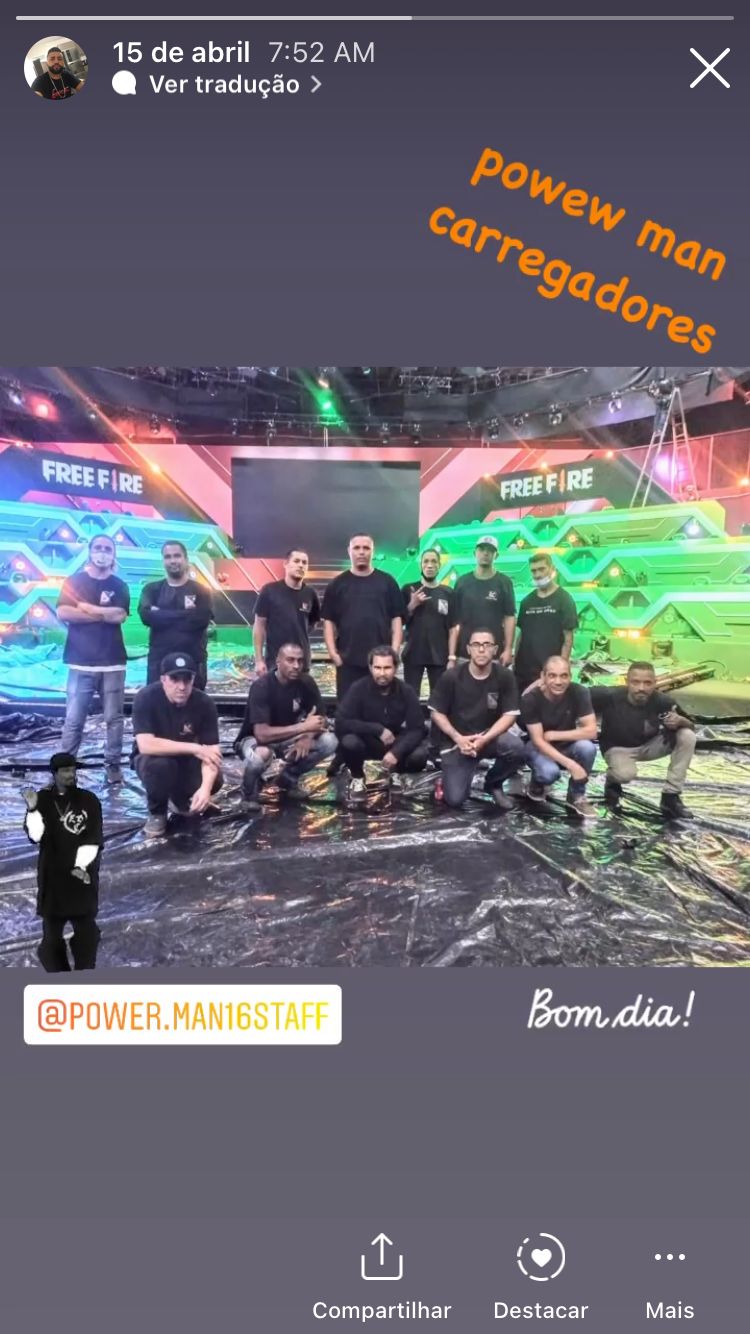 15 de abril 7:52 AM
Ver tradução >
powew man
carregadores
FREE FIRE
FREE FIRE
@POWER.MAN16STAFF
Bom dia!
Compartilhar
Destacar
Mais